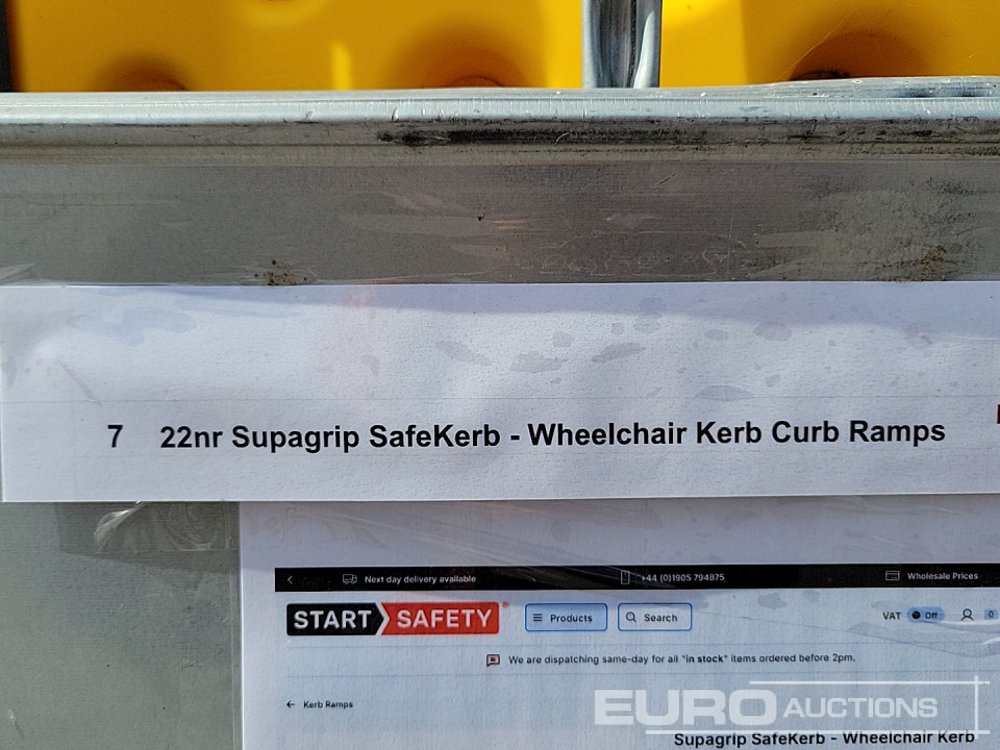 7 22nr Supagrip SafeKerb - Wheelchair Kerb Curb Ramps
Next day delivery available +44 (0)1905 794875 Wholesale Prices
START SAFETY® Products Search VAT Off 0
We are dispatching same-day for all "in stock" items ordered before 2pm.
← Kerb Ramps
EURO AUCTIONS
Supagrip SafeKerb - Wheelchair Kerb